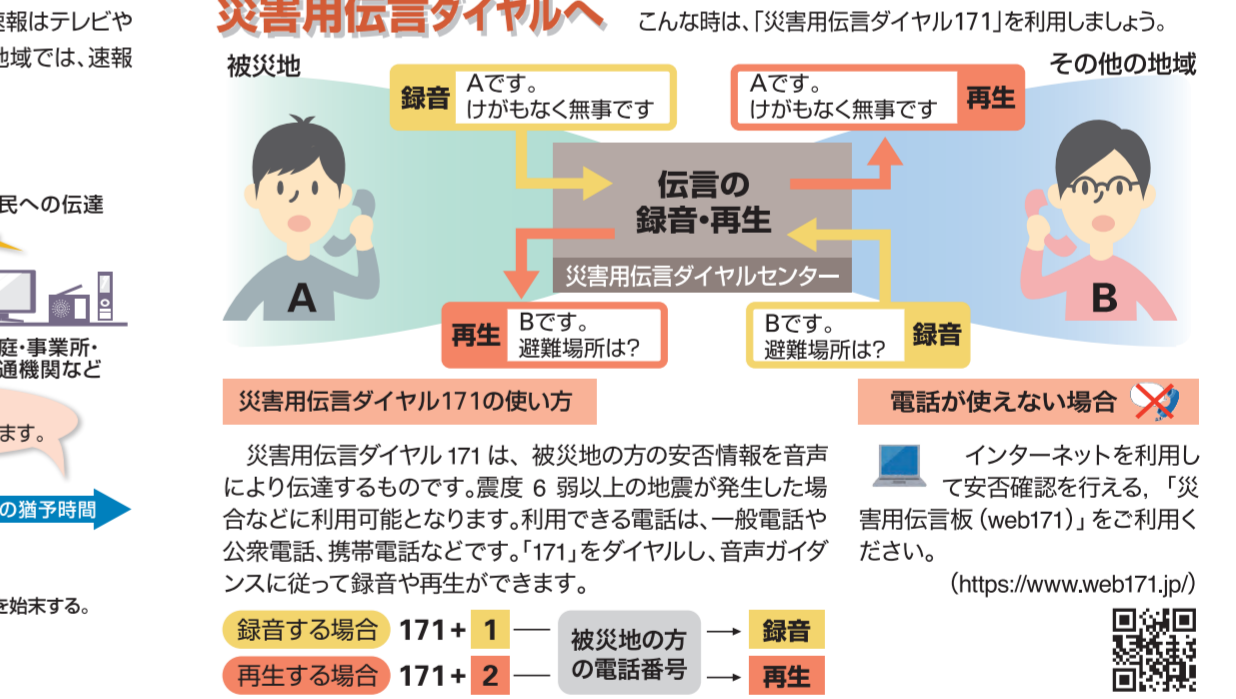 速報はテレビや
地域では、速報
民への伝達
庭・事業所・
通機関など
ます。
の猶予時間
を始末する。
災害用伝言ダイヤルへ
こんな時は、「災害用伝言ダイヤル171」を利用しましょう。
被災地
その他の地域
録音
Aです。
けがもなく無事です
Aです。
けがもなく無事です
再生
伝言の
録音・再生
災害用伝言ダイヤルセンター
A
B
再生
Bです。
避難場所は?
Bです。
避難場所は?
録音
災害用伝言ダイヤル171の使い方
災害用伝言ダイヤル 171 は、被災地の方の安否情報を音声
により伝達するものです。震度 6 弱以上の地震が発生した場
合などに利用可能となります。利用できる電話は、一般電話や
公衆電話、携帯電話などです。「171」をダイヤルし、音声ガイダ
ンスに従って録音や再生ができます。
録音する場合 171+ 1
再生する場合 171+ 2
被災地の方
の電話番号
録音
再生
電話が使えない場合
インターネットを利用し
て安否確認を行える,「災
害用伝言板(web171)」をご利用く
ださい。
(https://www.web171.jp/)